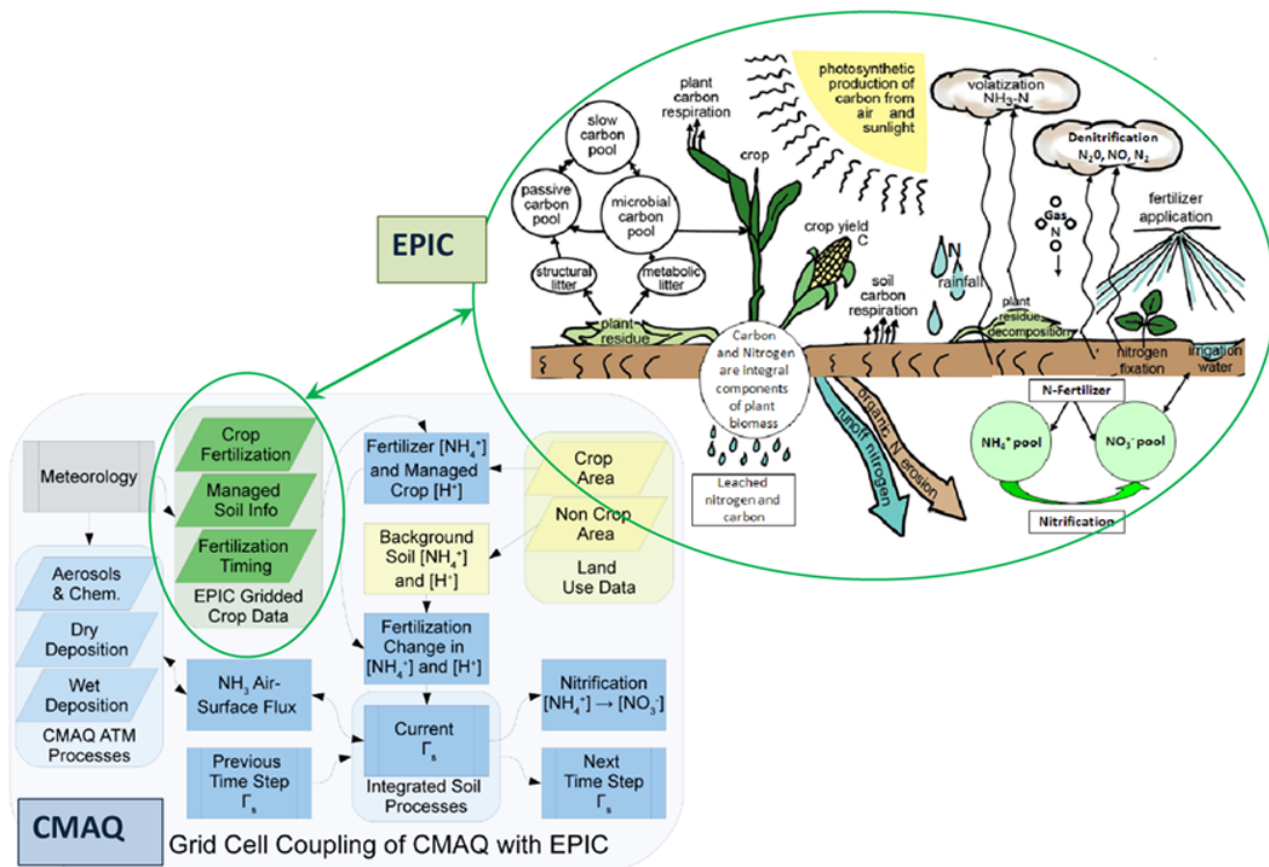 plant
carbon
respiration
photosynthetic
production of
carbon from
air and
sunlight
volatization
NH₃-N
Denitrification
N₂0, NO, N₂
slow
carbon
pool
passive
carbon
pool
microbial
carbon
pool
crop
structural
litter
metabolic
litter
plant
residue
crop yield
C
N
rainfall
soil
carbon
respiration
Gas
N
fertilizer
application
plant
residue
decomposition
nitrogen
fixation
irrigation
water
Carbon
and Nitrogen
are integral
components
of plant
biomass
Leached
nitrogen and
carbon
runoff nitrogen
organic N erosion
N-Fertilizer
NH₄⁺ pool
NO₃⁻ pool
Nitrification
EPIC
Meteorology
Crop
Fertilization
Managed
Soil Info
Fertilization
Timing
EPIC Gridded
Crop Data
Fertilizer [NH₄⁺]
and Managed
Crop [H⁺]
Crop
Area
Non Crop
Area
Land
Use Data
Background
Soil [NH₄⁺]
and [H⁺]
Aerosols
& Chem.
Dry
Deposition
Wet
Deposition
CMAQ ATM
Processes
Fertilization
Change in
[NH₄⁺] and [H⁺]
NH₃ Air-
Surface Flux
Nitrification
[NH₄⁺] → [NO₃⁻]
Current
Γₛ
Integrated Soil
Processes
Previous
Time Step
Γₛ
Next
Time Step
Γₛ
CMAQ
Grid Cell Coupling of CMAQ with EPIC